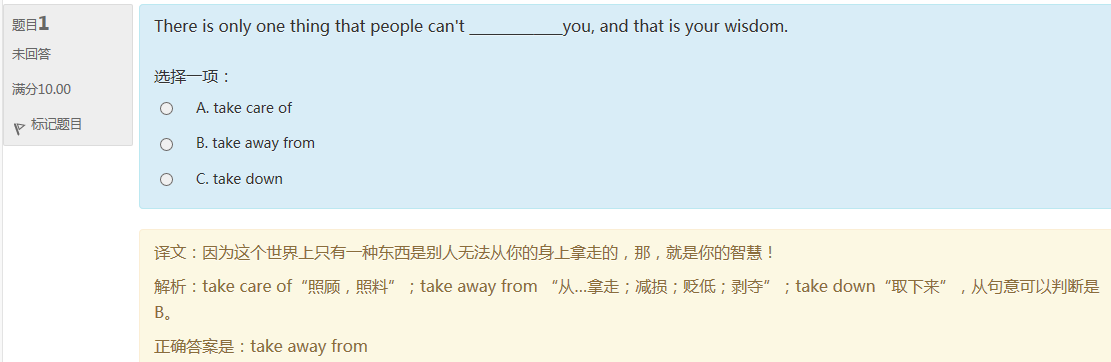 题目1
未回答
满分10.00
标记题目
There is only one thing that people can't ____________you, and that is your wisdom.
选择一项：
A. take care of
B. take away from
C. take down
译文：因为这个世界上只有一种东西是别人无法从你的身上拿走的，那，就是你的智慧！
解析：take care of“照顾，照料”；take away from “从...拿走；减损；贬低；剥夺”；take down“取下来”，从句意可以判断是
B。
正确答案是：take away from